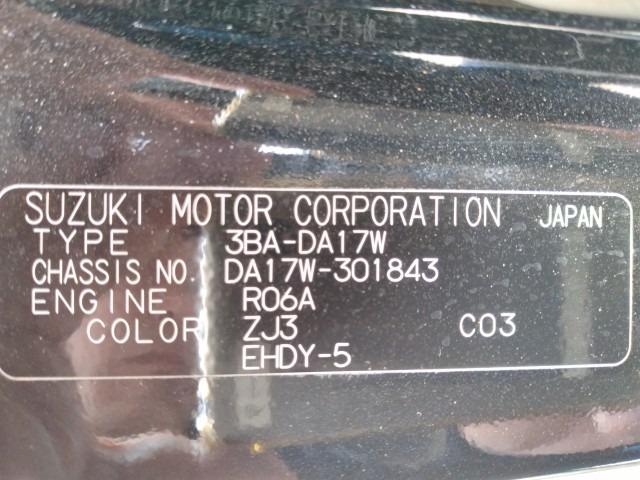 SUZUKI MOTOR CORPORATION JAPAN
TYPE 3BA-DA17W
CHASSIS NO. DA17W-301843
ENGINE R06A
COLOR ZJ3 C03
EHDY-5